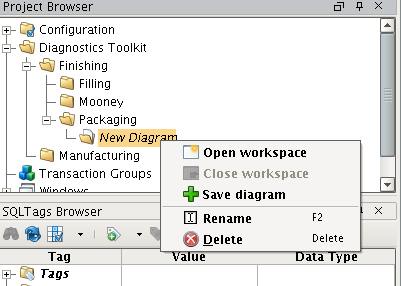 Project Browser
Configuration
Diagnostics Toolkit
Finishing
Filling
Mooney
Packaging
New Diagram
Manufacturing
Transaction Groups
Windows
Open workspace
Close workspace
Save diagram
Rename F2
Delete Delete
SQLTags Browser
Tag Value Data Type
Tags